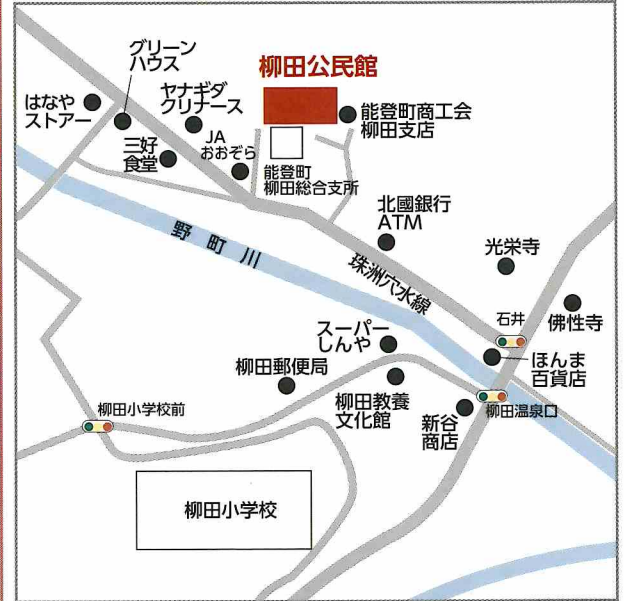 グリーン
ハウス
柳田公民館
はなや
ストアー
ヤナギダ
クリナース
能登町商工会
柳田支店
三好
食堂
JA
おおぞら
能登町
柳田総合支所
北國銀行
ATM
野町川
珠洲穴水線
光栄寺
石井
佛性寺
スーパー
しんや
ほんま
百貨店
柳田郵便局
柳田教養
文化館
新谷
商店
柳田温泉口
柳田小学校前
柳田小学校